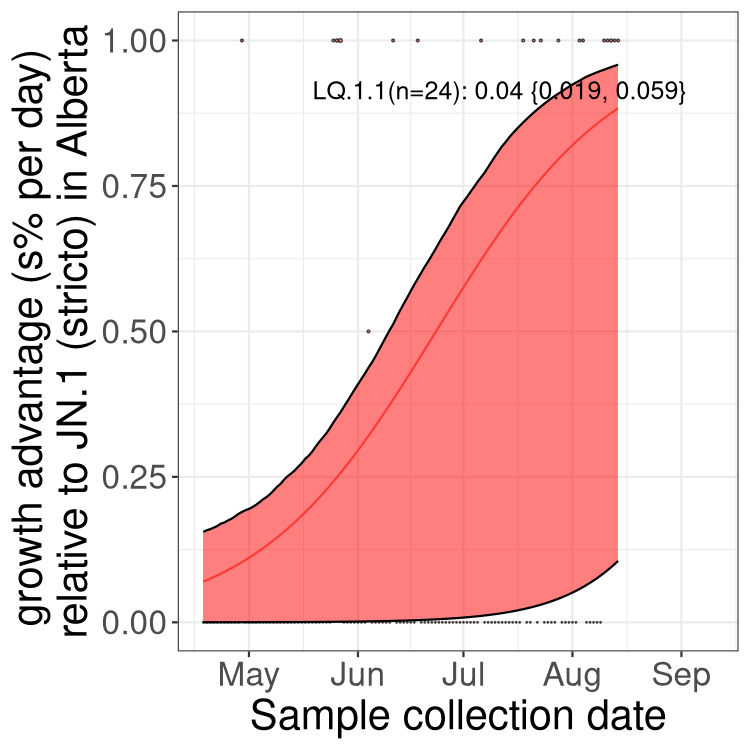 growth advantage (s% per day)
relative to JN.1 (stricto) in Alberta
1.00
0.75
0.50
0.25
0.00
LQ.1.1(n=24): 0.04 {0.019, 0.059}
May Jun Jul Aug Sep
Sample collection date